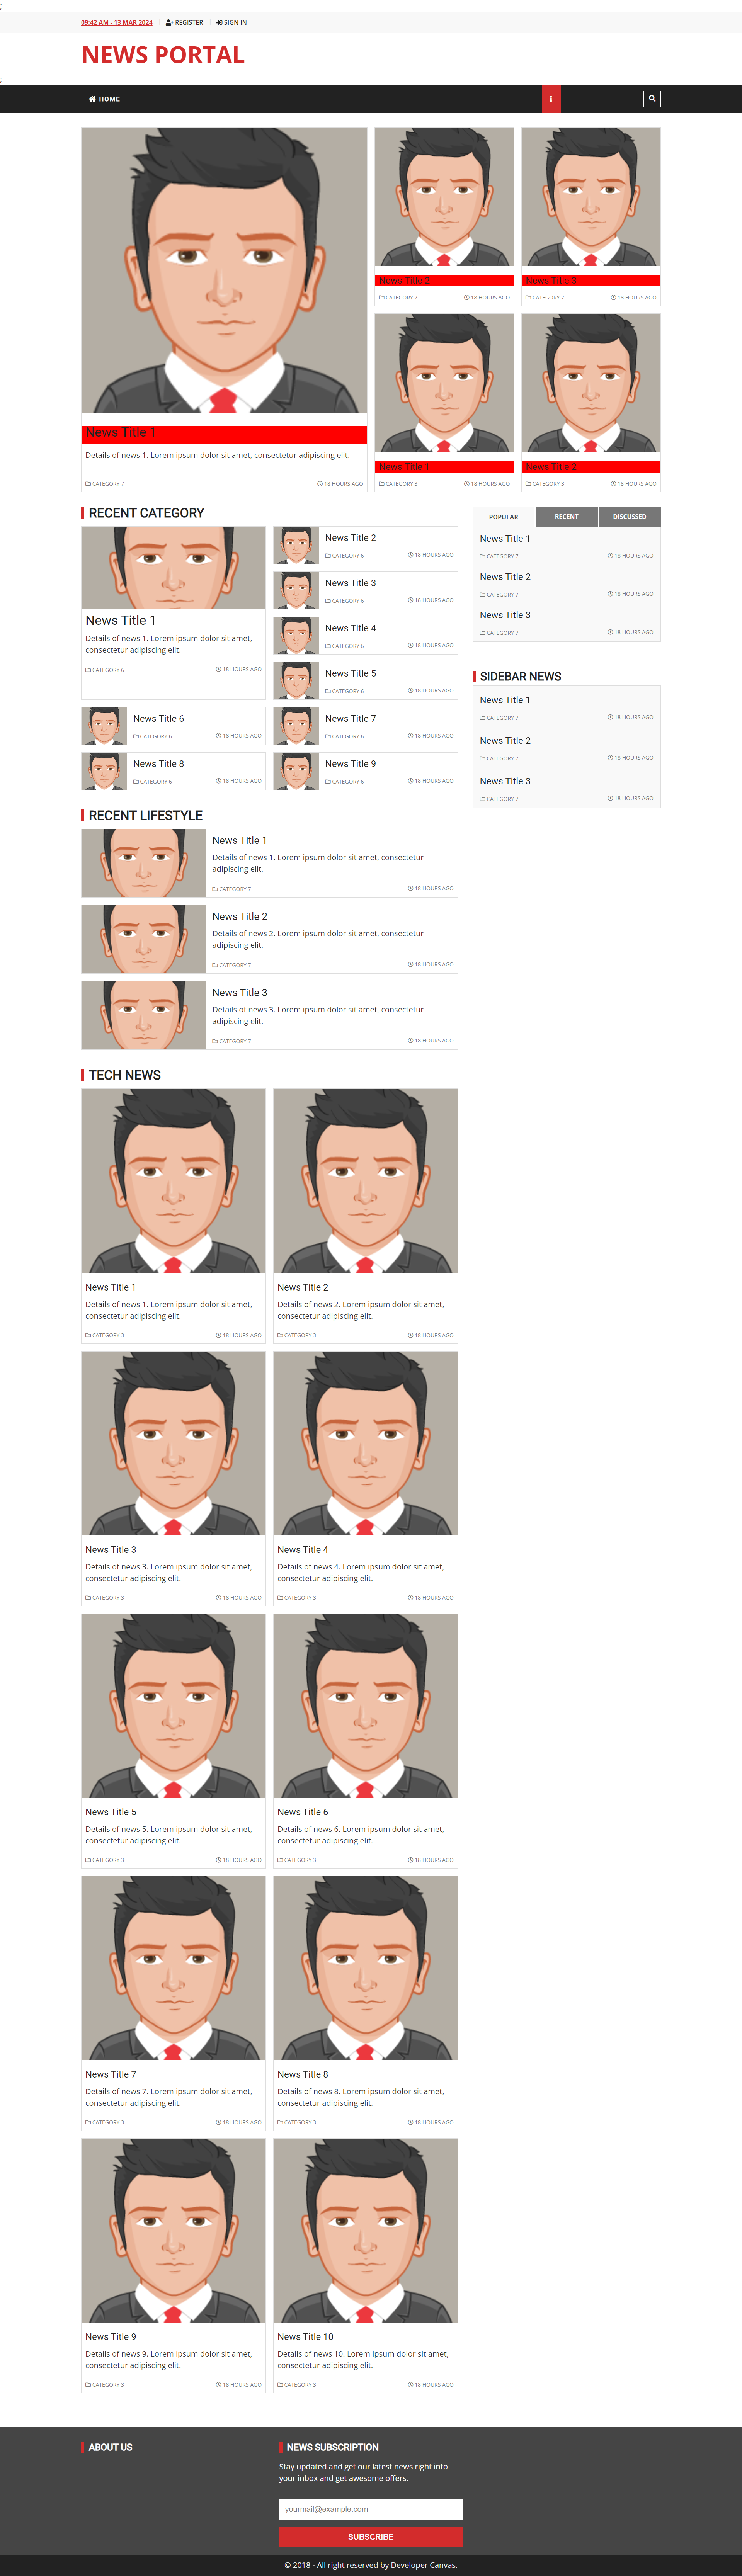 ;
09:42 AM - 13 MAR 2024 REGISTER SIGN IN
NEWS PORTAL
;
HOME
News Title 1
Details of news 1. Lorem ipsum dolor sit amet, consectetur adipiscing elit.
CATEGORY 7 18 HOURS AGO
News Title 2
CATEGORY 7 18 HOURS AGO
News Title 3
CATEGORY 7 18 HOURS AGO
News Title 1
CATEGORY 3 18 HOURS AGO
News Title 2
CATEGORY 3 18 HOURS AGO
RECENT CATEGORY
News Title 1
Details of news 1. Lorem ipsum dolor sit amet,
consectetur adipiscing elit.
CATEGORY 6 18 HOURS AGO
News Title 2
CATEGORY 6 18 HOURS AGO
News Title 3
CATEGORY 6 18 HOURS AGO
News Title 4
CATEGORY 6 18 HOURS AGO
News Title 5
CATEGORY 6 18 HOURS AGO
News Title 6
CATEGORY 6 18 HOURS AGO
News Title 7
CATEGORY 6 18 HOURS AGO
News Title 8
CATEGORY 6 18 HOURS AGO
News Title 9
CATEGORY 6 18 HOURS AGO
POPULAR RECENT DISCUSSED
News Title 1
CATEGORY 7 18 HOURS AGO
News Title 2
CATEGORY 7 18 HOURS AGO
News Title 3
CATEGORY 7 18 HOURS AGO
SIDEBAR NEWS
News Title 1
CATEGORY 7 18 HOURS AGO
News Title 2
CATEGORY 7 18 HOURS AGO
News Title 3
CATEGORY 7 18 HOURS AGO
RECENT LIFESTYLE
News Title 1
Details of news 1. Lorem ipsum dolor sit amet, consectetur
adipiscing elit.
CATEGORY 7 18 HOURS AGO
News Title 2
Details of news 2. Lorem ipsum dolor sit amet, consectetur
adipiscing elit.
CATEGORY 7 18 HOURS AGO
News Title 3
Details of news 3. Lorem ipsum dolor sit amet, consectetur
adipiscing elit.
CATEGORY 7 18 HOURS AGO
TECH NEWS
News Title 1
Details of news 1. Lorem ipsum dolor sit amet,
consectetur adipiscing elit.
CATEGORY 3 18 HOURS AGO
News Title 2
Details of news 2. Lorem ipsum dolor sit amet,
consectetur adipiscing elit.
CATEGORY 3 18 HOURS AGO
News Title 3
Details of news 3. Lorem ipsum dolor sit amet,
consectetur adipiscing elit.
CATEGORY 3 18 HOURS AGO
News Title 4
Details of news 4. Lorem ipsum dolor sit amet,
consectetur adipiscing elit.
CATEGORY 3 18 HOURS AGO
News Title 5
Details of news 5. Lorem ipsum dolor sit amet,
consectetur adipiscing elit.
CATEGORY 3 18 HOURS AGO
News Title 6
Details of news 6. Lorem ipsum dolor sit amet,
consectetur adipiscing elit.
CATEGORY 3 18 HOURS AGO
News Title 7
Details of news 7. Lorem ipsum dolor sit amet,
consectetur adipiscing elit.
CATEGORY 3 18 HOURS AGO
News Title 8
Details of news 8. Lorem ipsum dolor sit amet,
consectetur adipiscing elit.
CATEGORY 3 18 HOURS AGO
News Title 9
Details of news 9. Lorem ipsum dolor sit amet,
consectetur adipiscing elit.
CATEGORY 3 18 HOURS AGO
News Title 10
Details of news 10. Lorem ipsum dolor sit amet,
consectetur adipiscing elit.
CATEGORY 3 18 HOURS AGO
ABOUT US
NEWS SUBSCRIPTION
Stay updated and get our latest news right into
your inbox and get awesome offers.
yourmail@example.com
SUBSCRIBE
© 2018 - All right reserved by Developer Canvas.